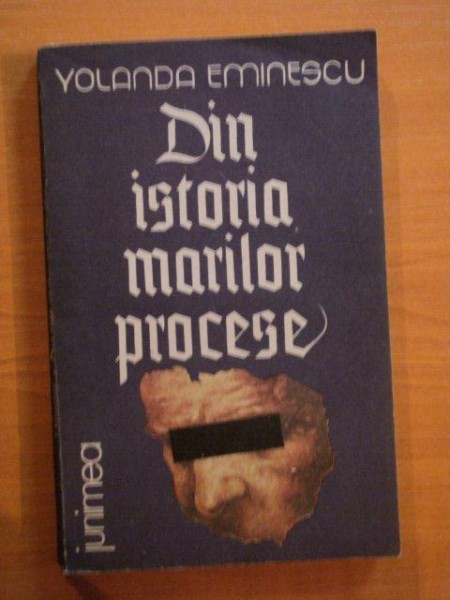 YOLANDA EMINESCU
Din
istoria
marilor
procese
junimea